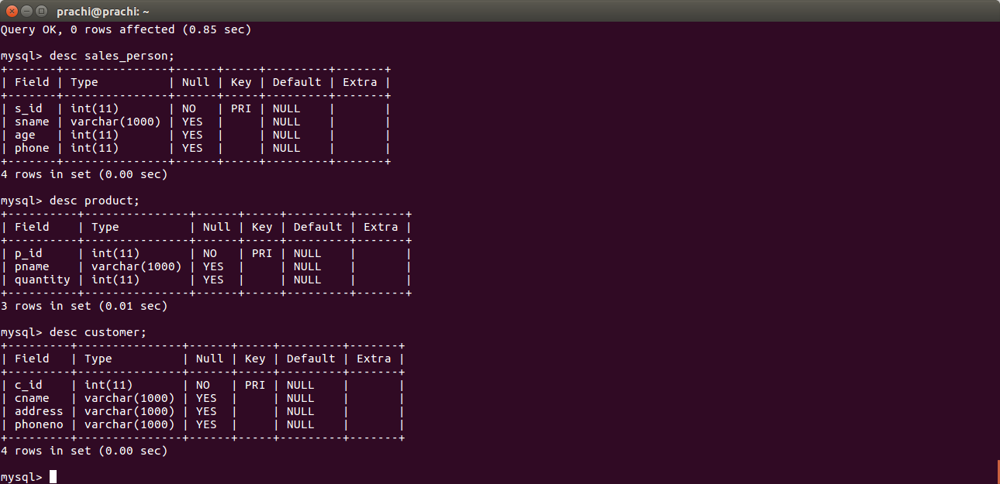 prachi@prachi: ~
Query OK, 0 rows affected (0.85 sec)
mysql> desc sales_person;
+-------+---------------+------+-----+---------+-------+
| Field | Type          | Null | Key | Default | Extra |
+-------+---------------+------+-----+---------+-------+
| s_id  | int(11)       | NO   | PRI | NULL    |       |
| sname | varchar(1000) | YES  |     | NULL    |       |
| age   | int(11)       | YES  |     | NULL    |       |
| phone | int(11)       | YES  |     | NULL    |       |
+-------+---------------+------+-----+---------+-------+
4 rows in set (0.00 sec)
mysql> desc product;
+----------+---------------+------+-----+---------+-------+
| Field    | Type          | Null | Key | Default | Extra |
+----------+---------------+------+-----+---------+-------+
| p_id     | int(11)       | NO   | PRI | NULL    |       |
| pname    | varchar(1000) | YES  |     | NULL    |       |
| quantity | int(11)       | YES  |     | NULL    |       |
+----------+---------------+------+-----+---------+-------+
3 rows in set (0.01 sec)
mysql> desc customer;
+---------+---------------+------+-----+---------+-------+
| Field   | Type          | Null | Key | Default | Extra |
+---------+---------------+------+-----+---------+-------+
| c_id    | int(11)       | NO   | PRI | NULL    |       |
| cname   | varchar(1000) | YES  |     | NULL    |       |
| address | varchar(1000) | YES  |     | NULL    |       |
| phoneno | varchar(1000) | YES  |     | NULL    |       |
+---------+---------------+------+-----+---------+-------+
4 rows in set (0.00 sec)
mysql>